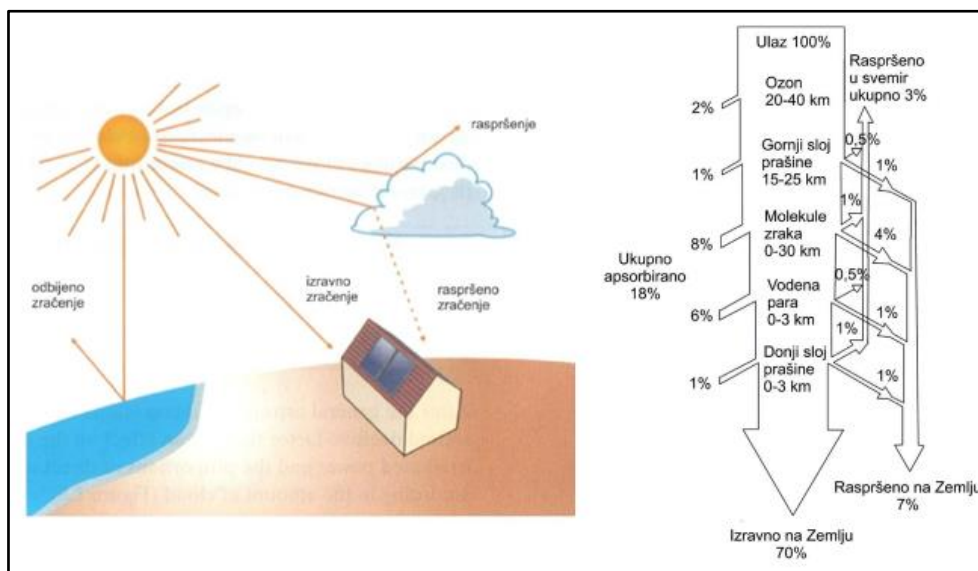 raspršenje
odbijeno
zračenje
izravno
zračenje
raspršeno
zračenje
Ulaz 100%
Raspršeno
u svemir
ukupno 3%
Ozon
20-40 km
2%
0,5%
Gornji sloj
prašine
15-25 km
1%
1%
1%
Molekule
zraka
0-30 km
8%
4%
Ukupno
apsorbirano
18%
0,5%
Vodena
para
0-3 km
6%
1%
1%
Donji sloj
prašine
0-3 km
1%
1%
Raspršeno na Zemlju
7%
Izravno na Zemlju
70%